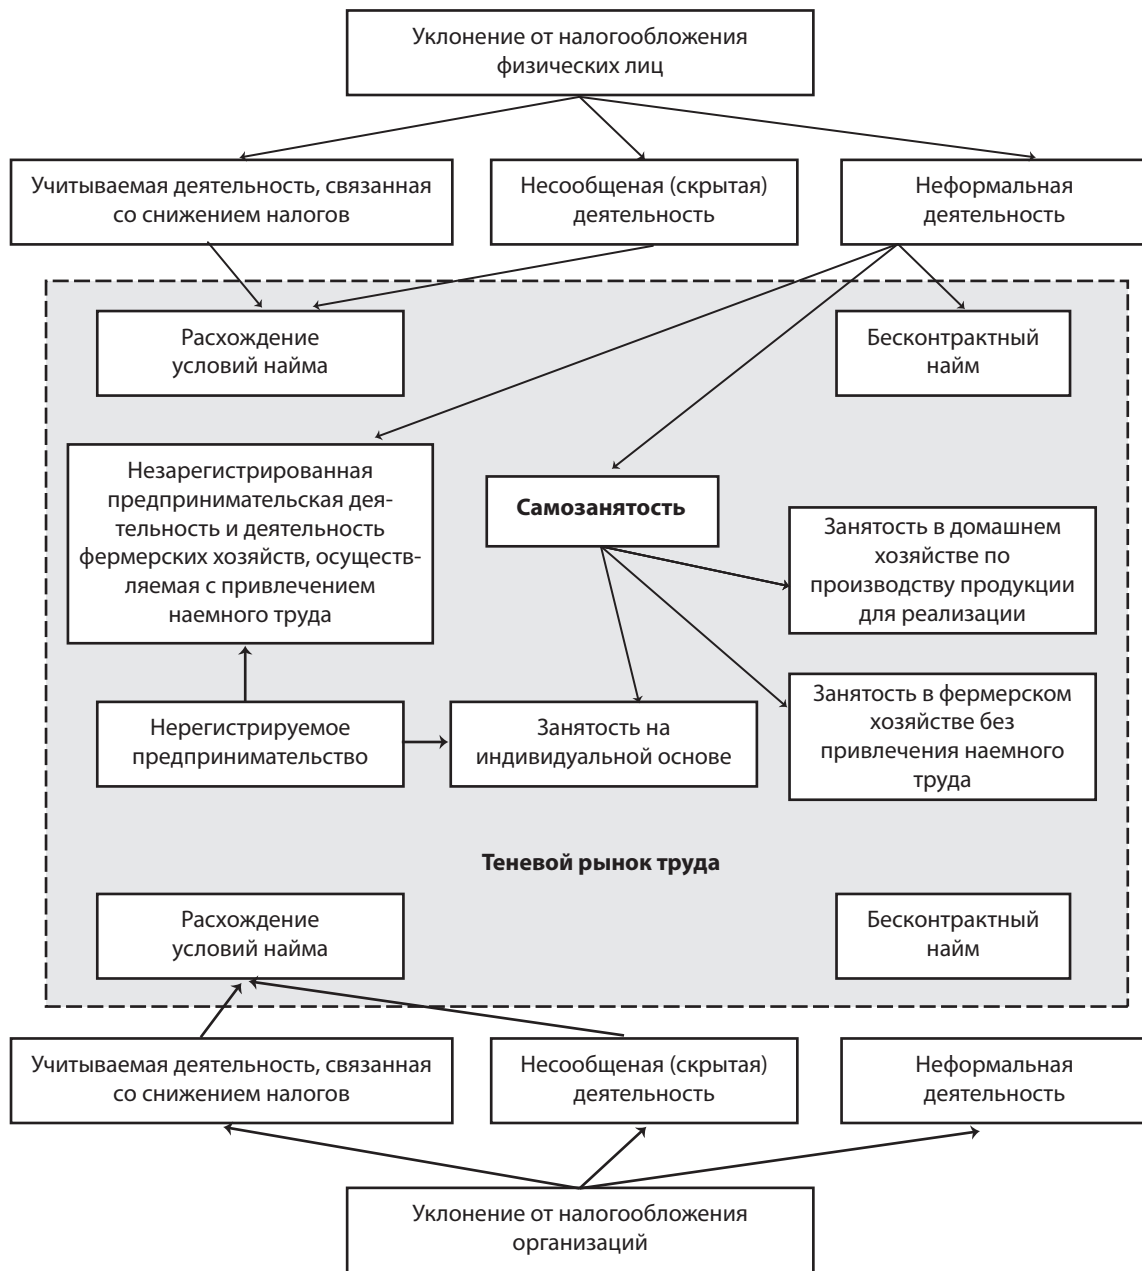 Уклонение от налогообложения
физических лиц
Учитываемая деятельность, связанная
со снижением налогов
Несообщеная (скрытая)
деятельность
Неформальная
деятельность
Расхождение
условий найма
Бесконтрактный
найм
Незарегистрированная
предпринимательская дея-
тельность и деятельность
фермерских хозяйств, осуществ-
ляемая с привлечением
наемного труда
Самозанятость
Занятость в домашнем
хозяйстве по
производству продукции
для реализации
Нерегистрируемое
предпринимательство
Занятость на
индивидуальной основе
Занятость в фермерском
хозяйстве без
привлечения наемного
труда
Теневой рынок труда
Расхождение
условий найма
Бесконтрактный
найм
Учитываемая деятельность, связанная
со снижением налогов
Несообщеная (скрытая)
деятельность
Неформальная
деятельность
Уклонение от налогообложения
организаций